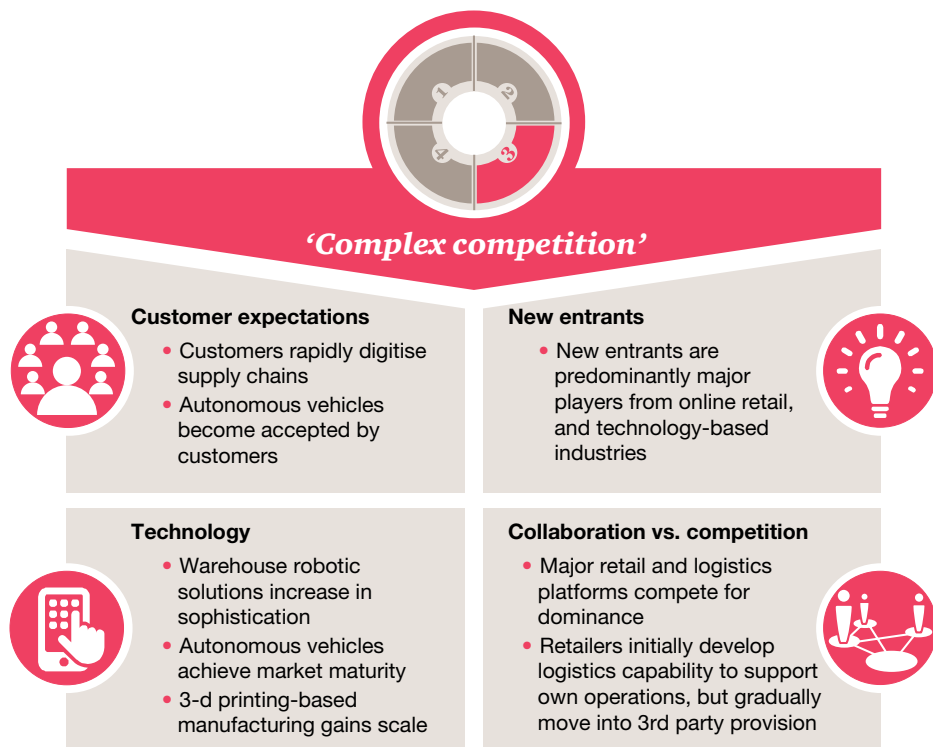 1
2
3
4
‘Complex competition’
Customer expectations
• Customers rapidly digitise
supply chains
• Autonomous vehicles
become accepted by
customers
New entrants
• New entrants are
predominantly major
players from online retail,
and technology-based
industries
Technology
• Warehouse robotic
solutions increase in
sophistication
• Autonomous vehicles
achieve market maturity
• 3-d printing-based
manufacturing gains scale
Collaboration vs. competition
• Major retail and logistics
platforms compete for
dominance
• Retailers initially develop
logistics capability to support
own operations, but gradually
move into 3rd party provision